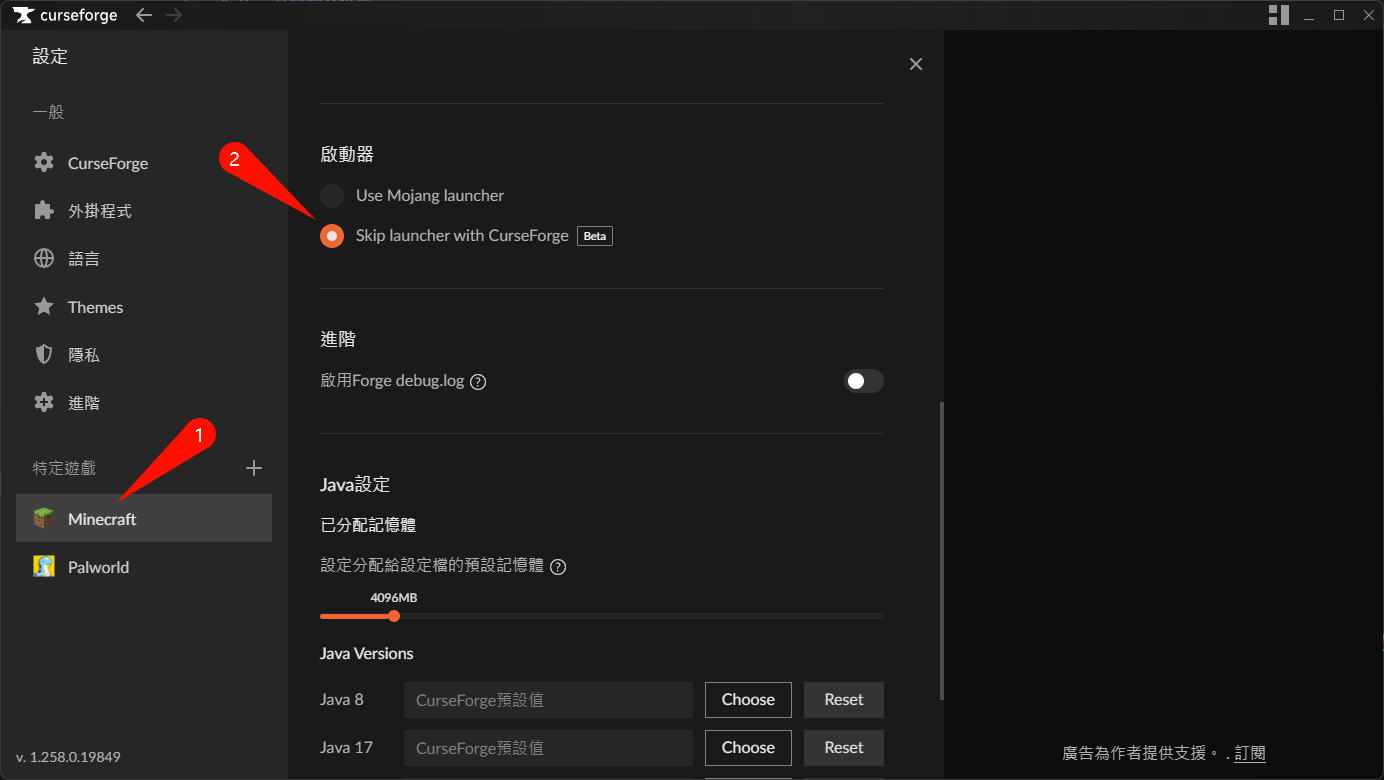 curseforge
設定
一般
CurseForge
外掛程式
語言
Themes
隱私
進階
特定遊戲
Minecraft
Palworld
v. 1.258.0.19849
1
2
啟動器
Use Mojang launcher
Skip launcher with CurseForge Beta
進階
啟用Forge debug.log ?
Java設定
已分配記憶體
設定分配給設定檔的預設記憶體 ?
4096MB
Java Versions
Java 8 CurseForge預設值 Choose Reset
Java 17 CurseForge預設值 Choose Reset
廣告為作者提供支援。 . 訂閱